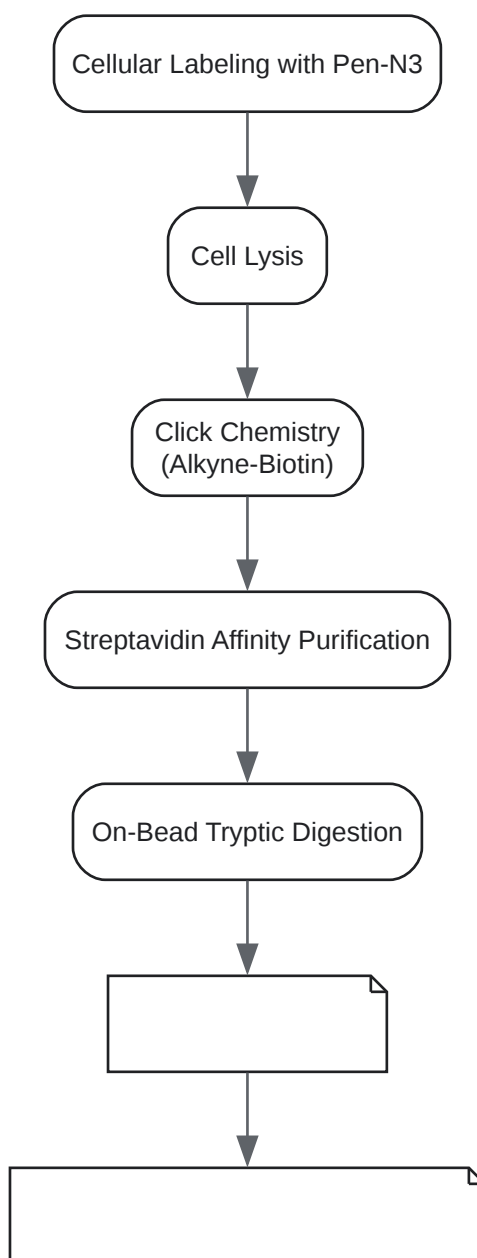 Cellular Labeling with Pen-N3
Cell Lysis
Click Chemistry
(Alkyne-Biotin)
Streptavidin Affinity Purification
On-Bead Tryptic Digestion